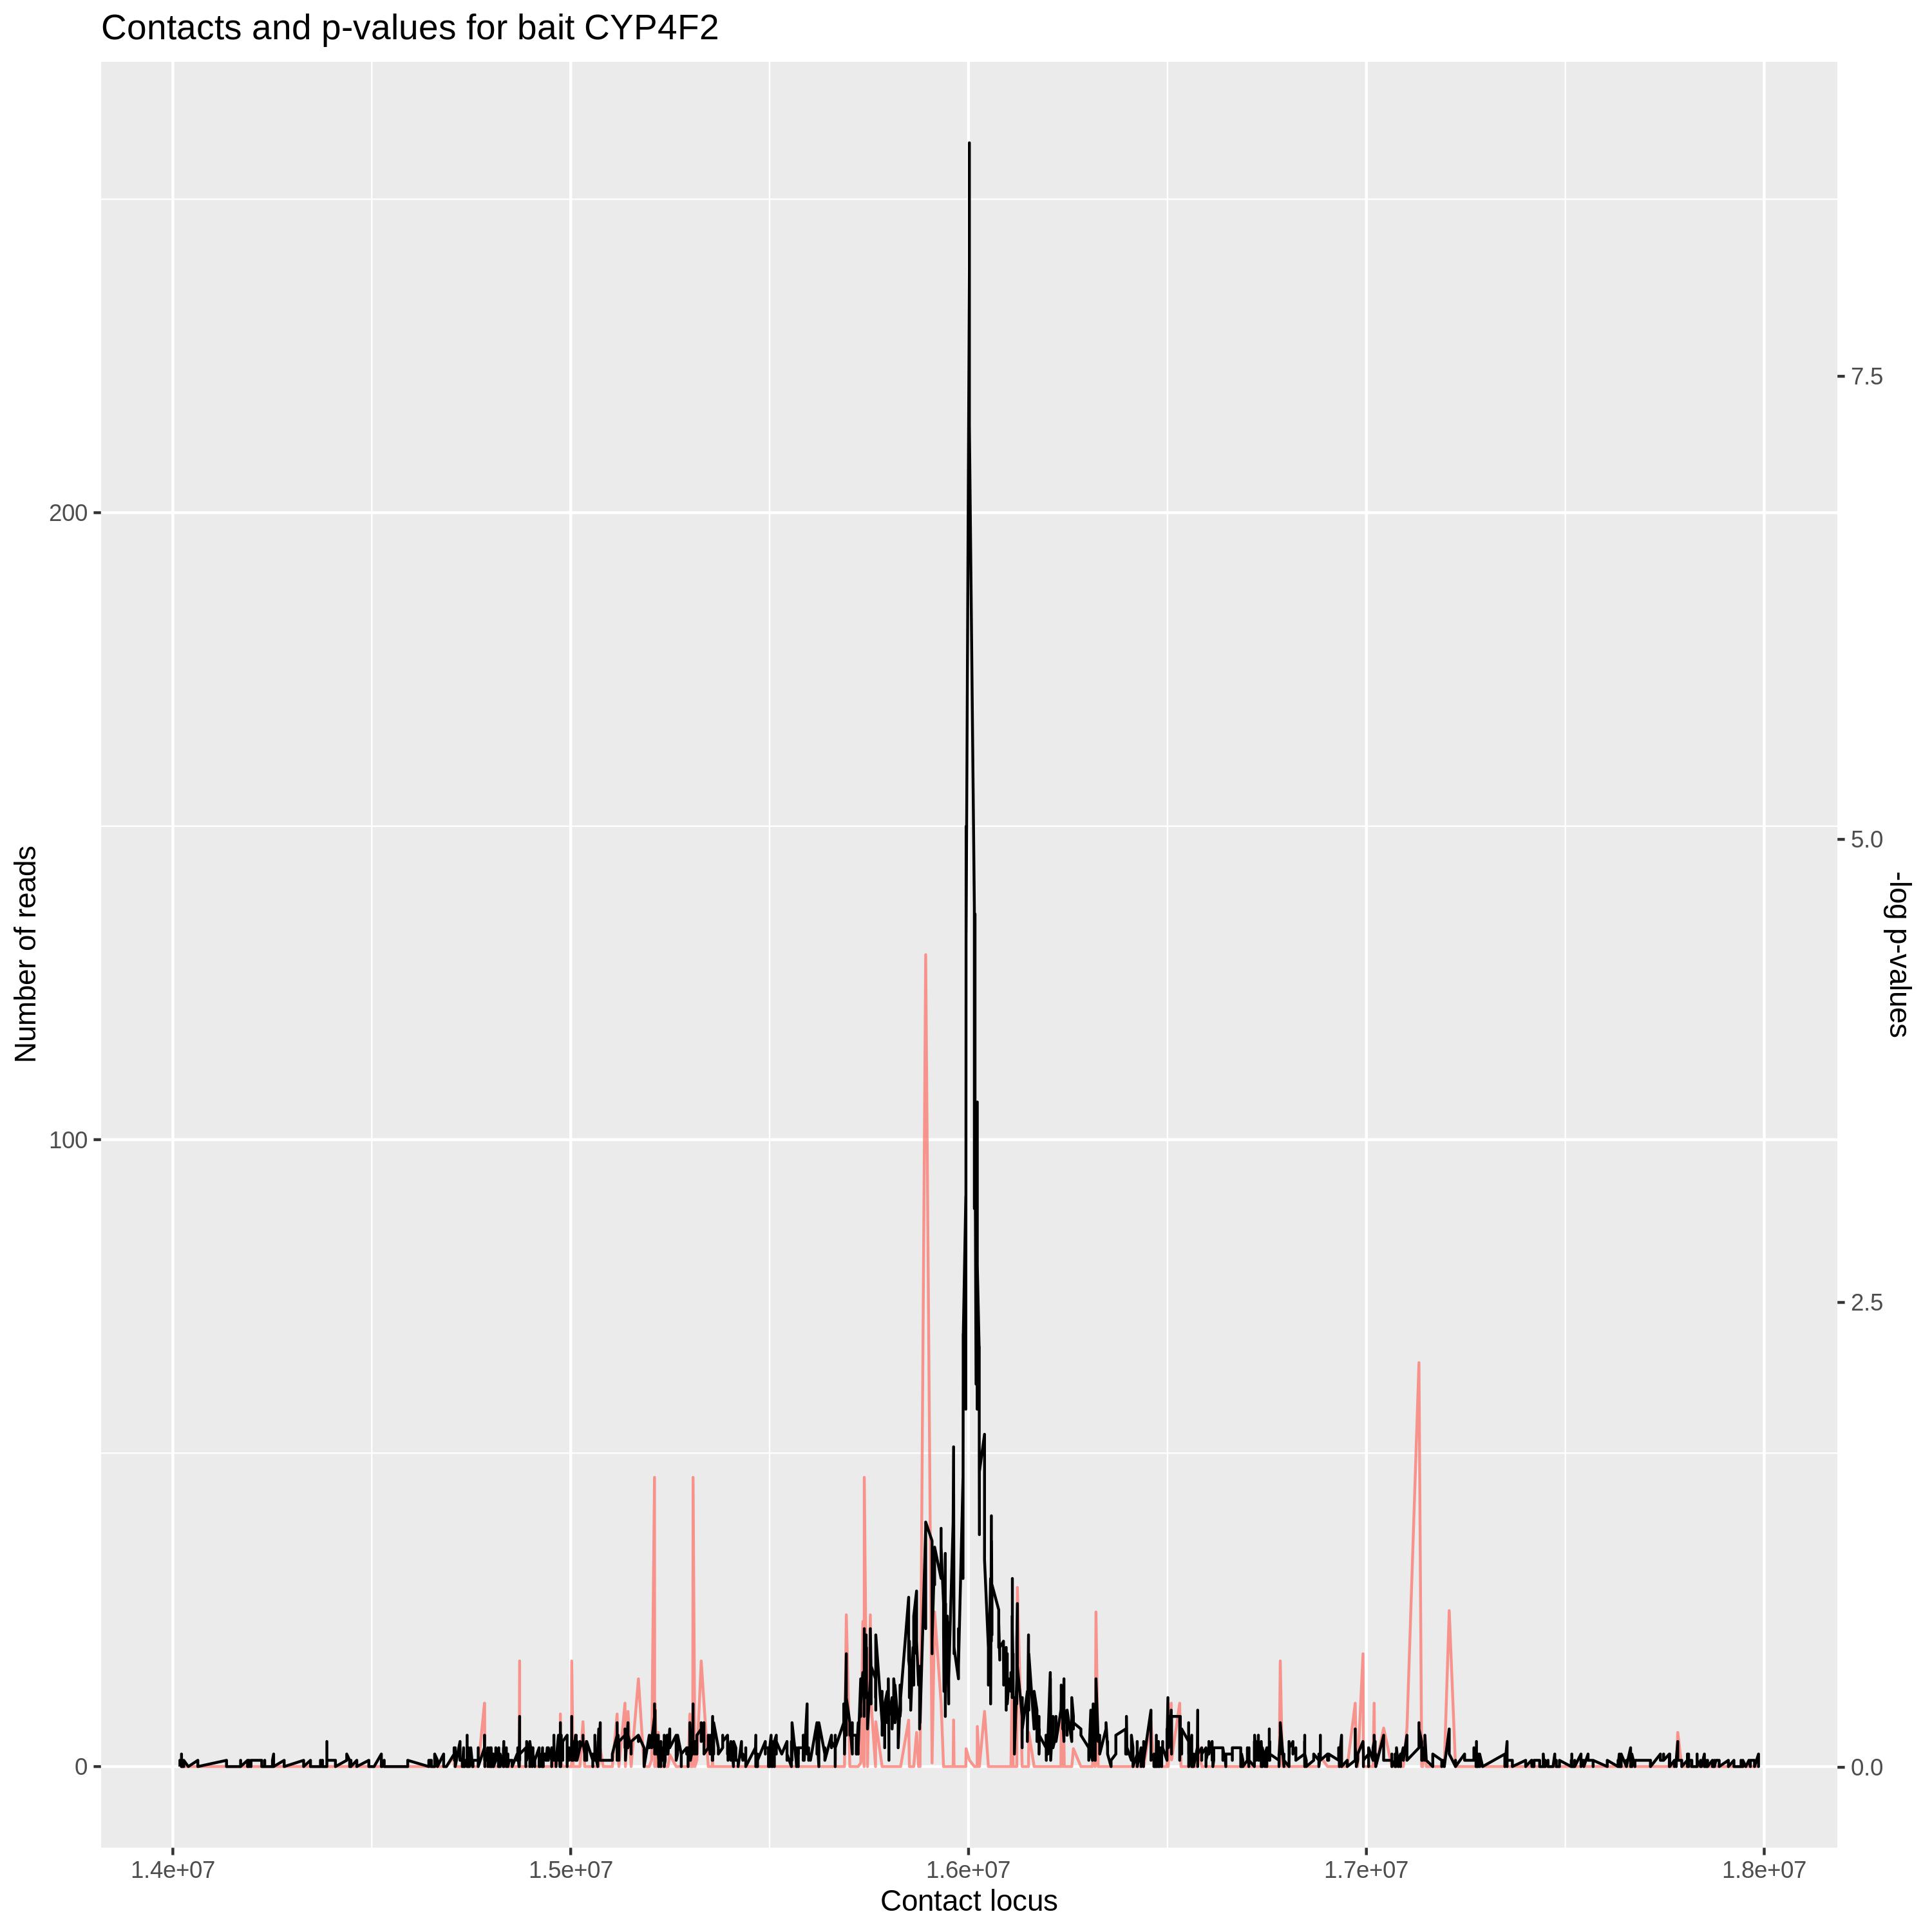 Contacts and p-values for bait CYP4F2
Number of reads
200
100
0
7.5
5.0
2.5
0.0
-log p-values
1.4e+07 1.5e+07 1.6e+07 1.7e+07 1.8e+07
Contact locus